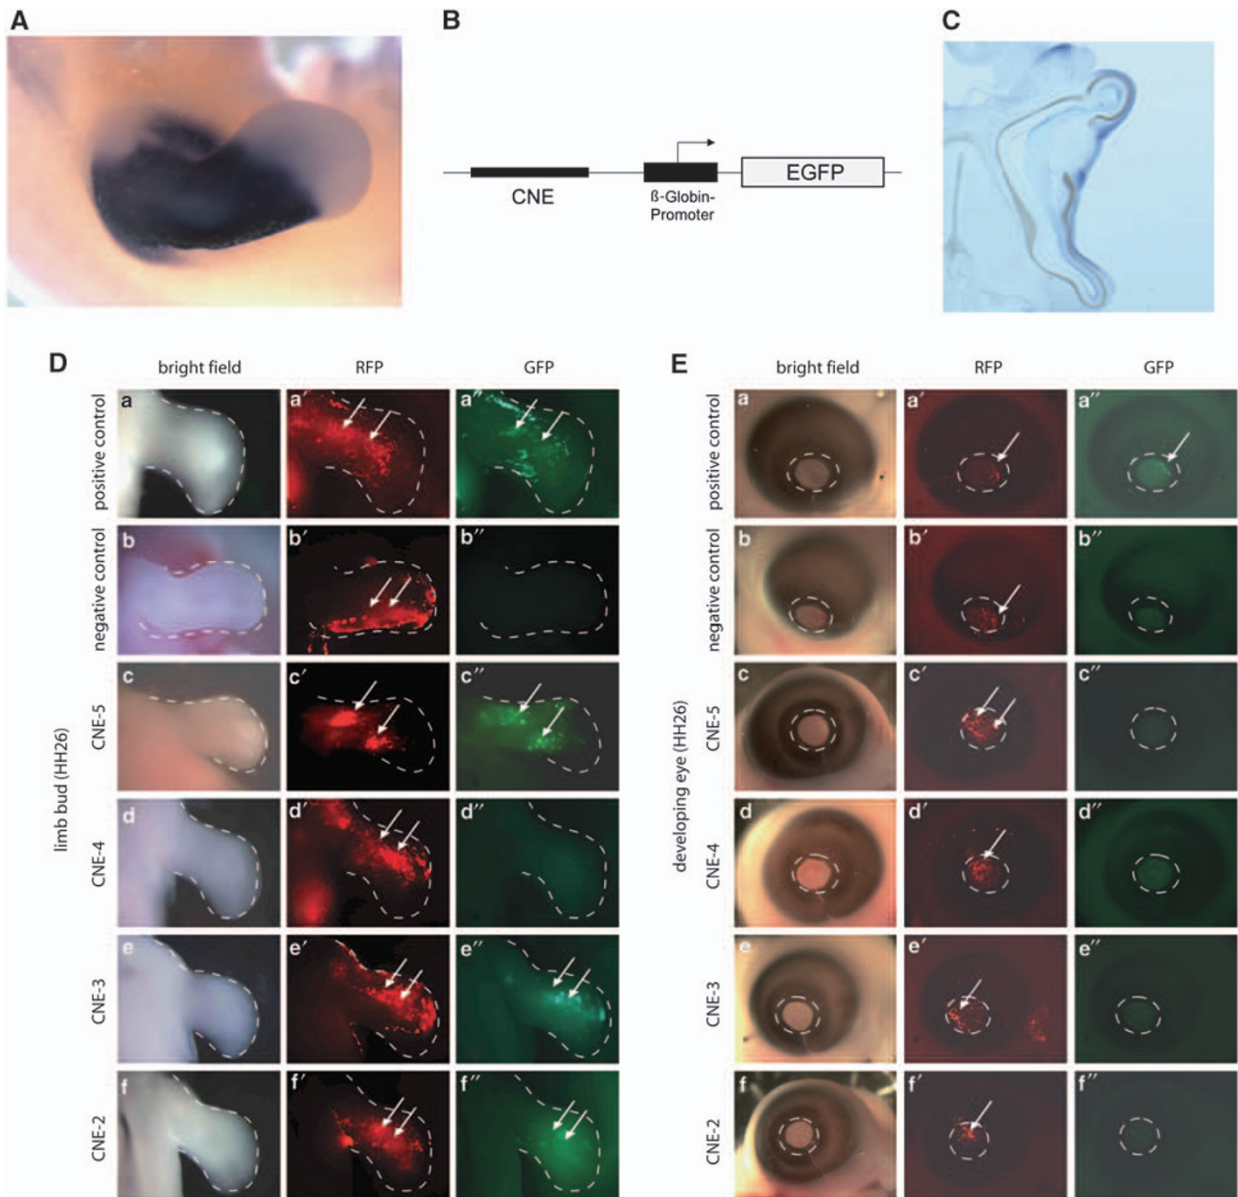 A
B
C
CNE
ß-Globin-
Promoter
EGFP
D
bright field
RFP
GFP
limb bud (HH26)
positive control
a
a′
a″
negative control
b
b′
b″
CNE-5
c
c′
c″
CNE-4
d
d′
d″
CNE-3
e
e′
e″
CNE-2
f
f′
f″
E
bright field
RFP
GFP
developing eye (HH26)
positive control
a
a′
a″
negative control
b
b′
b″
CNE-5
c
c′
c″
CNE-4
d
d′
d″
CNE-3
e
e′
e″
CNE-2
f
f′
f″